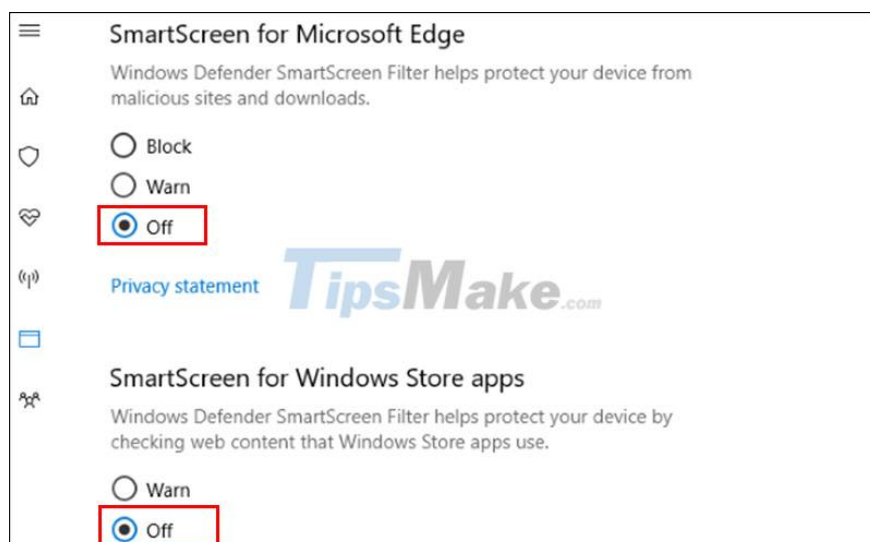 SmartScreen for Microsoft Edge
Windows Defender SmartScreen Filter helps protect your device from
malicious sites and downloads.
Block
Warn
Off
TipsMake.com
Privacy statement
SmartScreen for Windows Store apps
Windows Defender SmartScreen Filter helps protect your device by
checking web content that Windows Store apps use.
Warn
Off